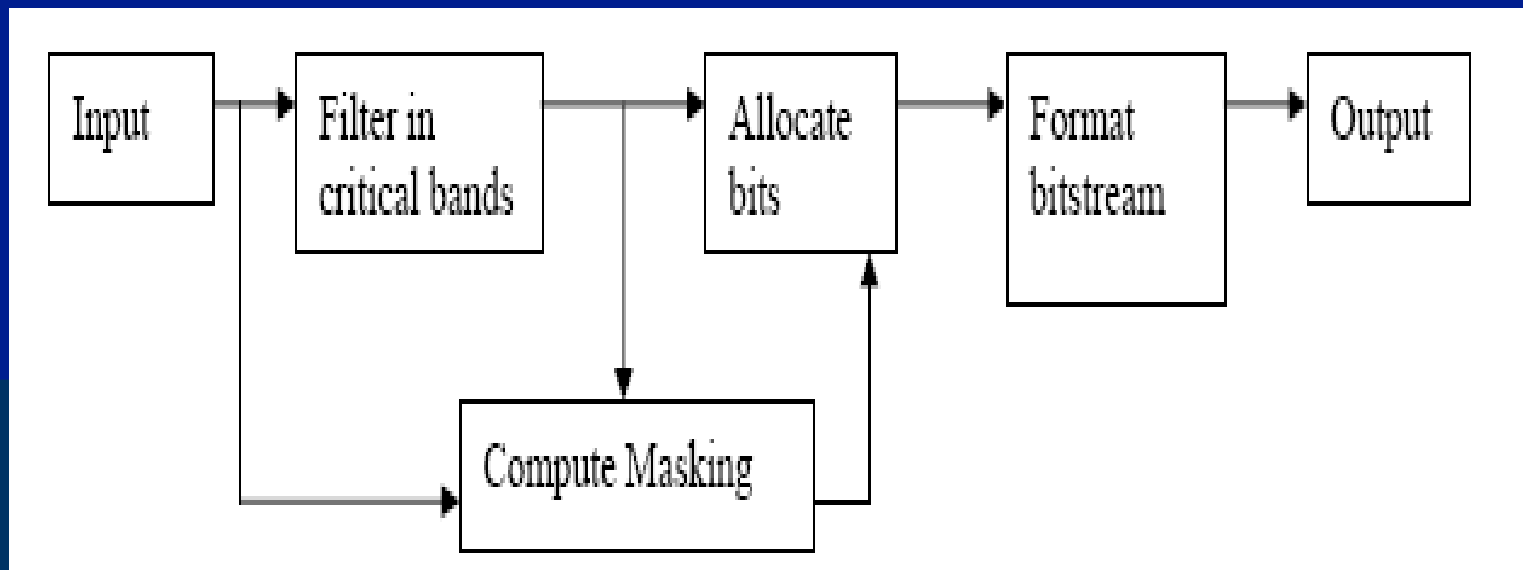 Input
Filter in
critical bands
Allocate
bits
Format
bitstream
Output
Compute Masking